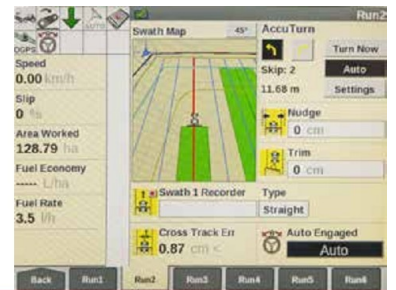 Run2
DGPS
AUTO
Speed
0.00 km/h
Slip
0 %
Area Worked
128.79 ha
Fuel Economy
----- L/ha
Fuel Rate
3.5 l/h
Swath Map
45°
AccuTurn
Turn Now
Skip: 2
Auto
11.68 m
Settings
Nudge
0 cm
Trim
0 cm
Swath 1 Recorder
Type
Straight
Cross Track Err
0.87 cm <
Auto Engaged
Auto
Back
Run1
Run2
Run3
Run4
Run5
Run6